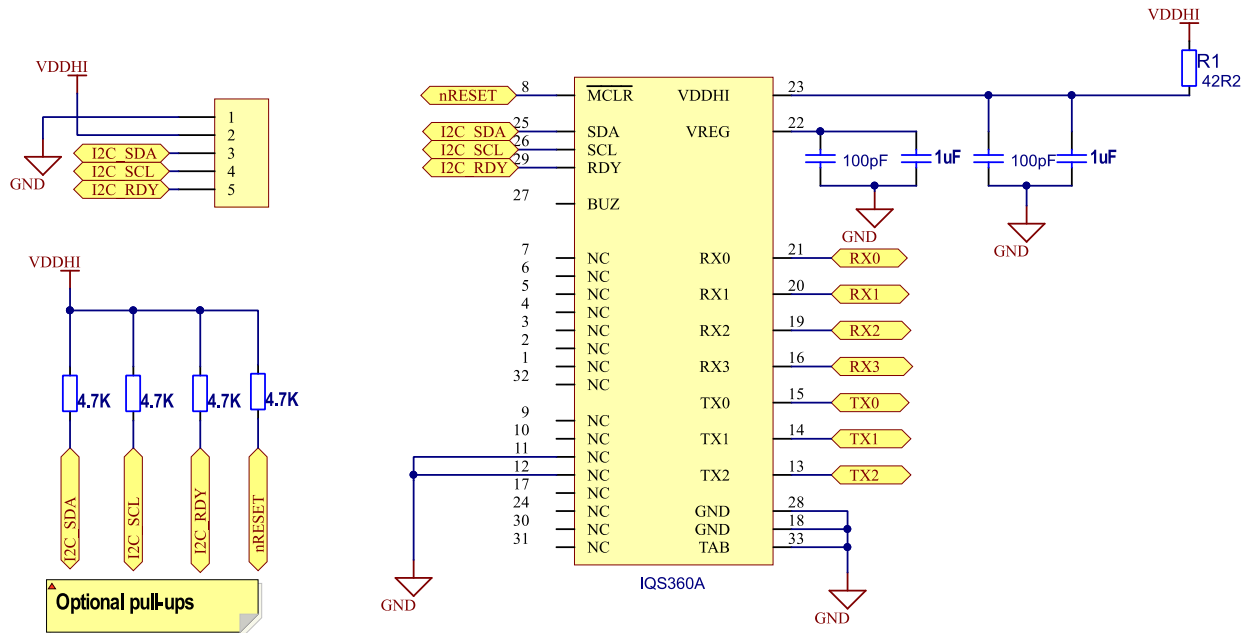 VDDHI
1
2
I2C_SDA 3
I2C_SCL 4
I2C_RDY 5
GND
VDDHI
4.7K 4.7K 4.7K 4.7K
I2C_SDA I2C_SCL I2C_RDY nRESET
Optional pull-ups
nRESET 8 MCLR
I2C_SDA 25 SDA
I2C_SCL 26 SCL
I2C_RDY 29 RDY
27 BUZ
7 NC
6 NC
5 NC
4 NC
3 NC
2 NC
1 NC
32 NC
9 NC
10 NC
11 NC
12 NC
17 NC
24 NC
30 NC
31 NC
GND
VDDHI 23
VREG 22
RX0 21 RX0
RX1 20 RX1
RX2 19 RX2
RX3 16 RX3
TX0 15 TX0
TX1 14 TX1
TX2 13 TX2
GND 28
GND 18
TAB 33
GND
IQS360A
VDDHI
R1
42R2
100pF 1uF 100pF 1uF
GND
GND